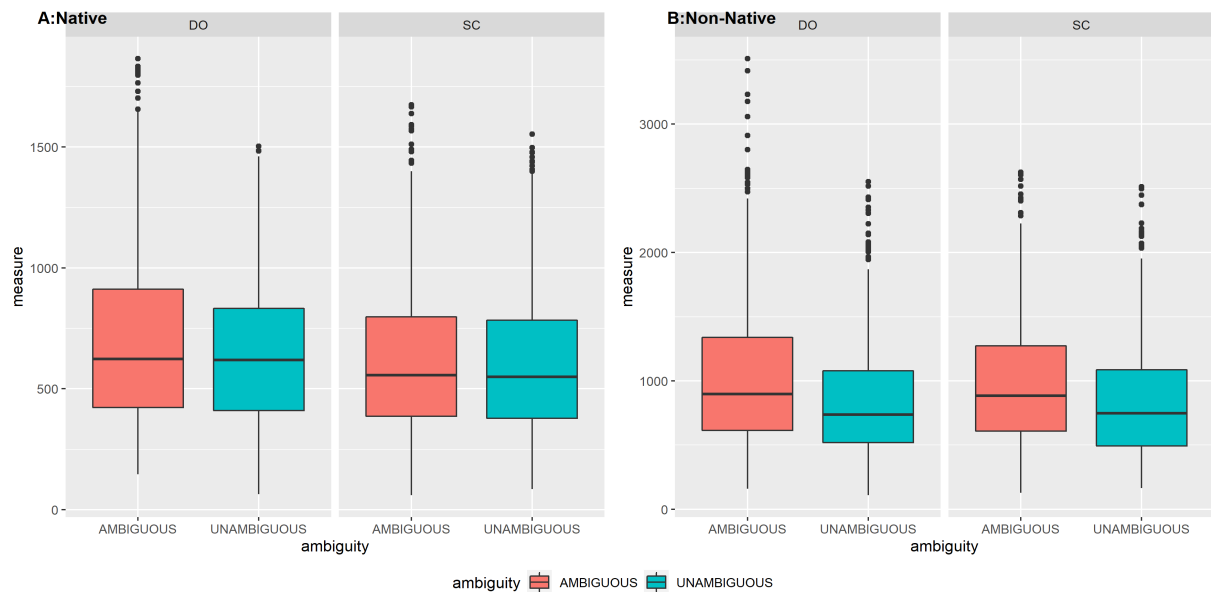 A:Native
DO
SC
1500
1000
500
0
measure
AMBIGUOUS
UNAMBIGUOUS
AMBIGUOUS
UNAMBIGUOUS
ambiguity
B:Non-Native
DO
SC
3000
2000
1000
0
measure
AMBIGUOUS
UNAMBIGUOUS
AMBIGUOUS
UNAMBIGUOUS
ambiguity
ambiguity AMBIGUOUS UNAMBIGUOUS